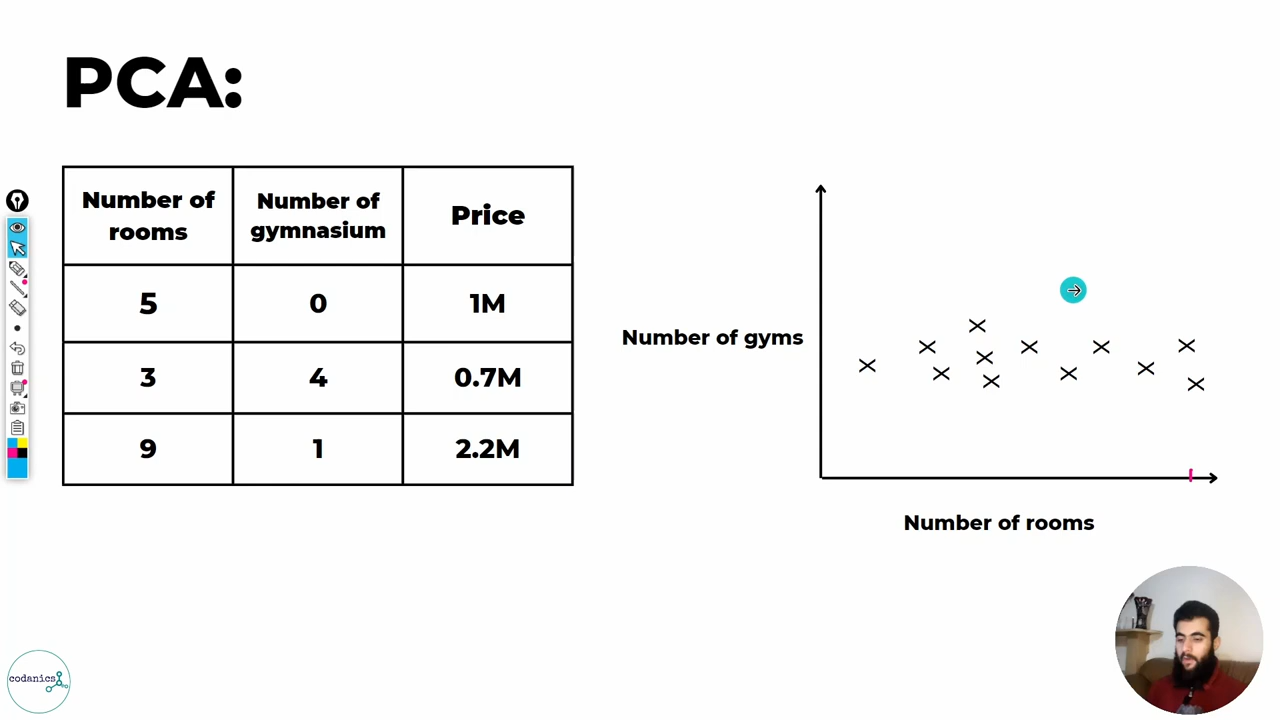 PCA:
Number of
rooms
Number of
gymnasium
Price
5
0
1M
3
4
0.7M
9
1
2.2M
Number of gyms
Number of rooms
codanics